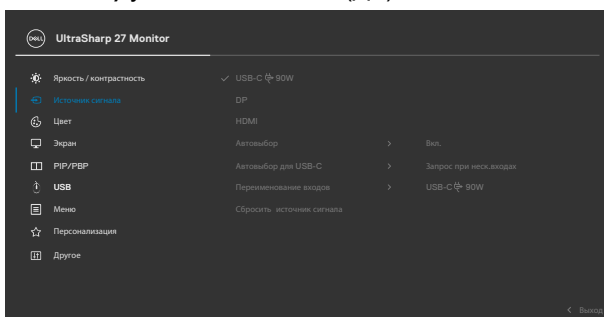 DELL UltraSharp 27 Monitor
Яркость / контрастность USB-C 90W
Источник сигнала DP
Цвет HDMI
Экран Автовыбор Вкл.
PIP/PBP Автовыбор для USB-C Запрос при неск.входах
USB Переименование входов USB-C 90W
Меню Сбросить источник сигнала
Персонализация
Другое
Выход